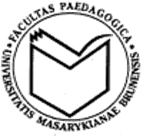 FACULTAS PAEDAGOGICA
UNIVERSITATIS MASARYKIANAE BRUNENSIS